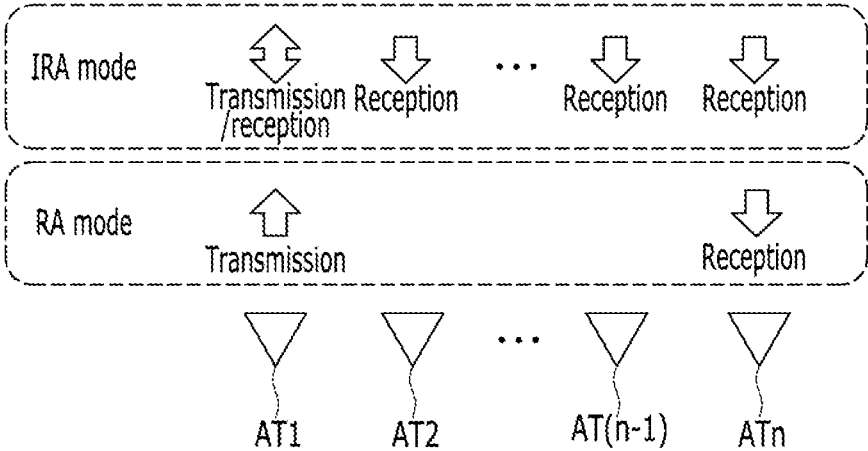 IRA mode
Transmission
/reception
Reception
...
Reception
Reception
RA mode
Transmission
Reception
...
AT1
AT2
AT(n-1)
ATn